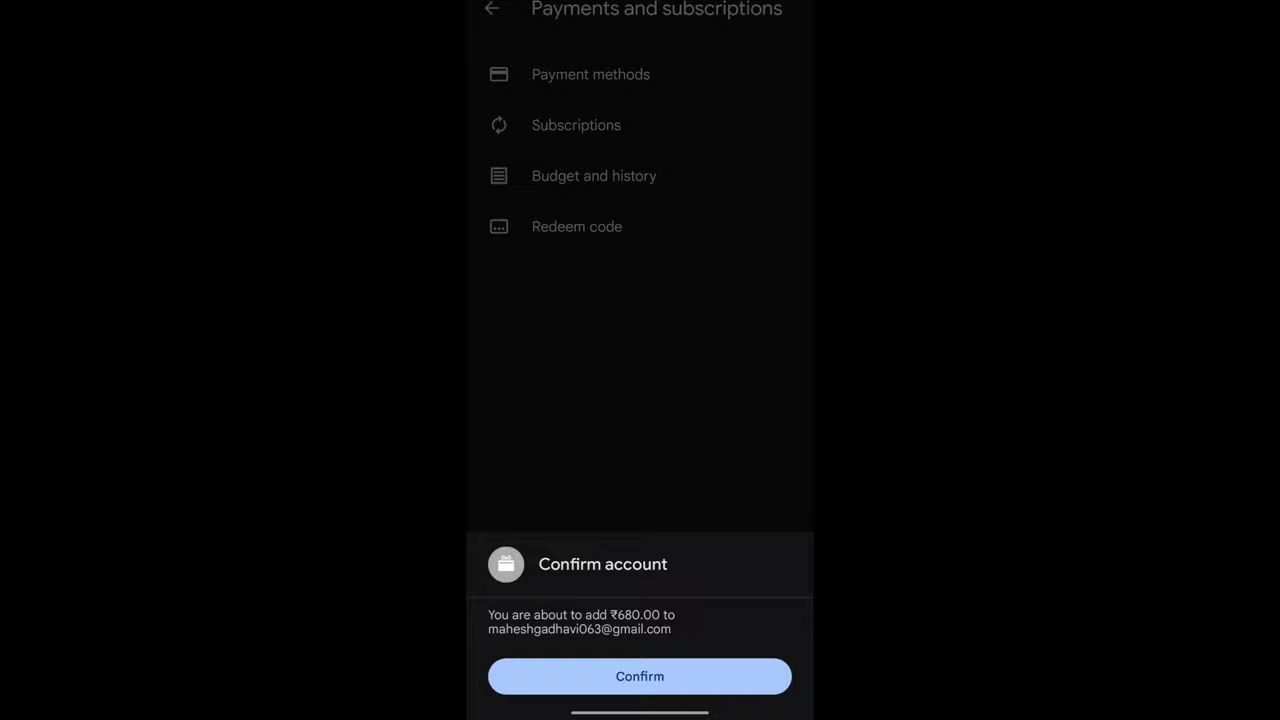 Payments and subscriptions
Payment methods
Subscriptions
Budget and history
Redeem code
Confirm account
You are about to add ₹680.00 to
maheshgadhavi063@gmail.com
Confirm